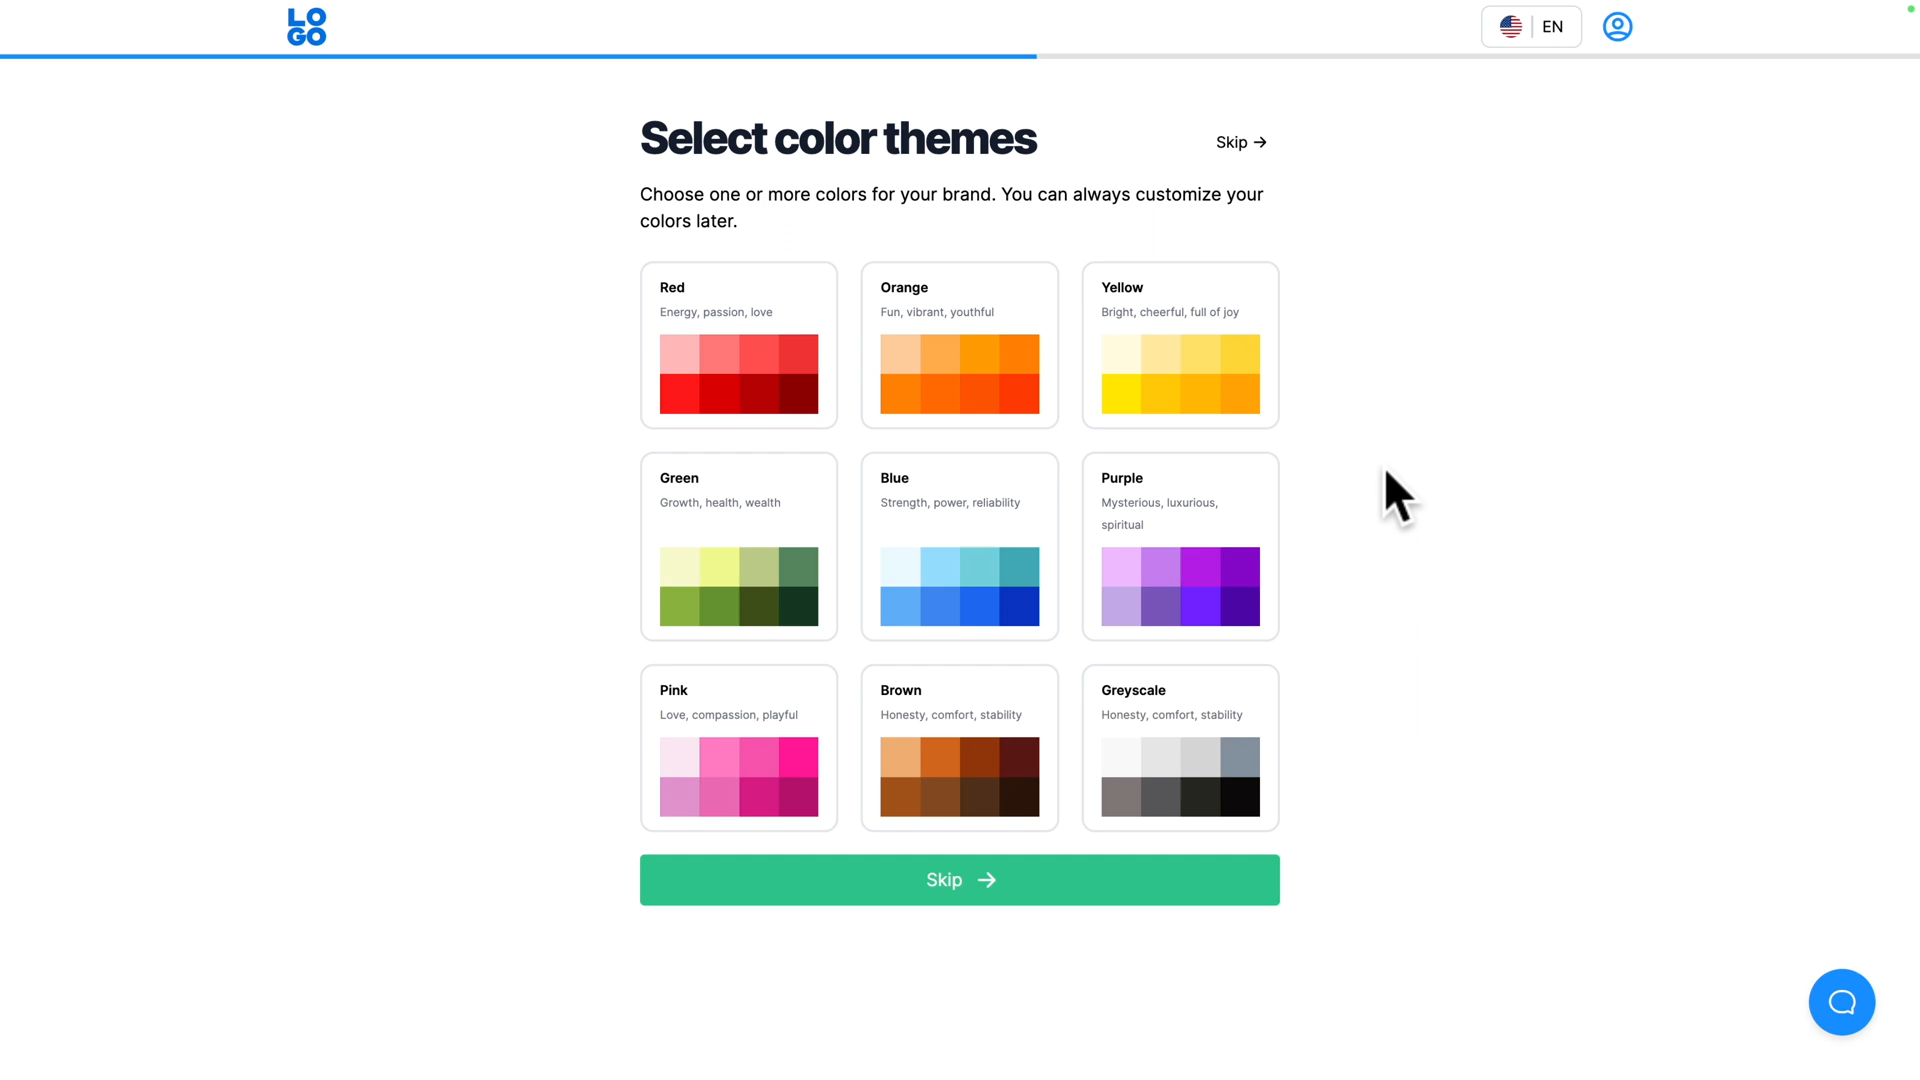 LO
GO
EN
Select color themes
Skip →
Choose one or more colors for your brand. You can always customize your
colors later.
Red
Energy, passion, love
Orange
Fun, vibrant, youthful
Yellow
Bright, cheerful, full of joy
Green
Growth, health, wealth
Blue
Strength, power, reliability
Purple
Mysterious, luxurious,
spiritual
Pink
Love, compassion, playful
Brown
Honesty, comfort, stability
Greyscale
Honesty, comfort, stability
Skip →